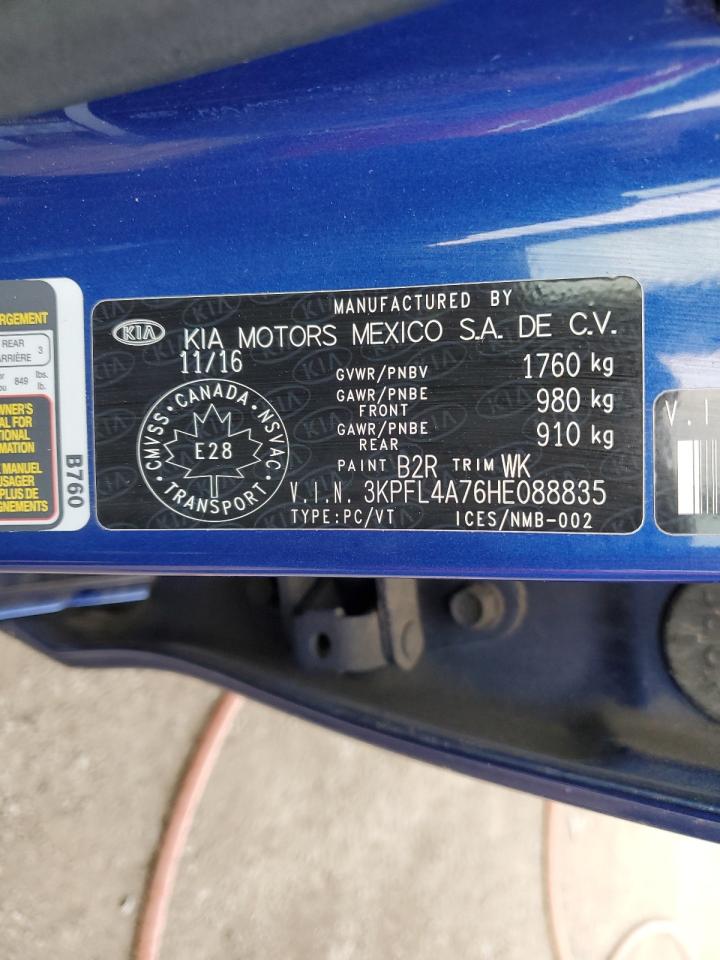 MANUFACTURED BY
KIA KIA MOTORS MEXICO S.A. DE C.V.
11/16
GVWR/PNBV 1760 kg
GAWR/PNBE FRONT 980 kg
GAWR/PNBE REAR 910 kg
CMVSS • CANADA • NSVAC • TRANSPORT •
E28
PAINT B2R TRIM WK
V.I.N. 3KPFL4A76HE088835
TYPE:PC/VT ICES/NMB-002
REAR 3
849 lbs.
lb.
MANUEL
B760
V.I